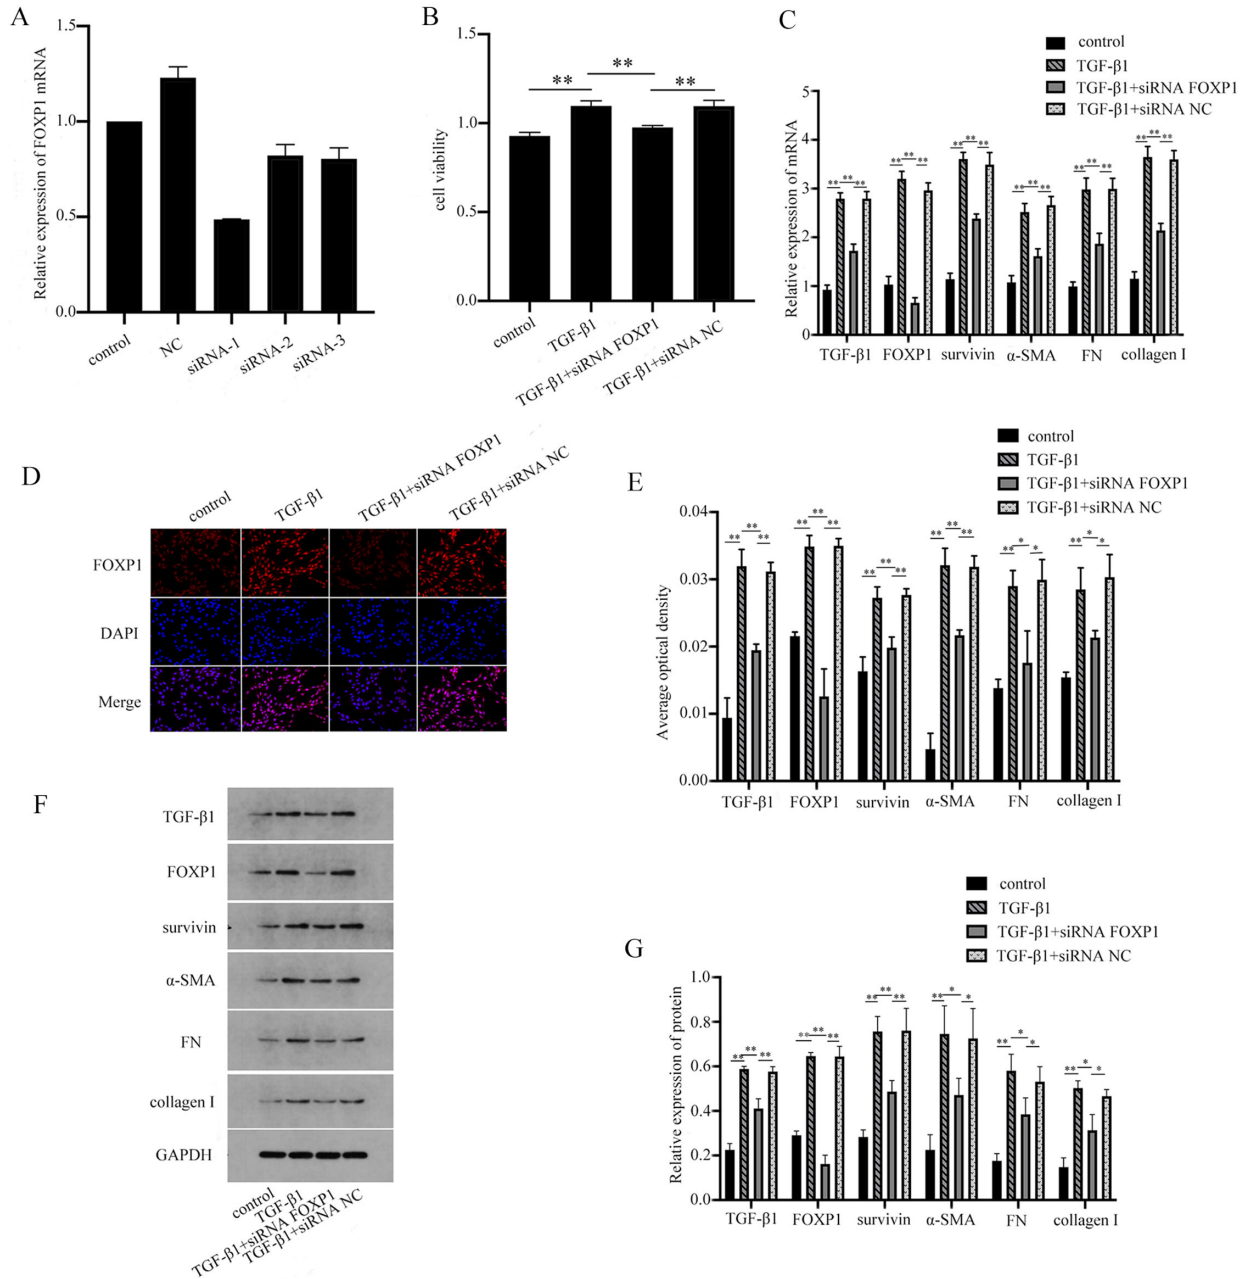 A
Relative expression of FOXP1 mRNA
1.5
1.0
0.5
0.0
control
NC
siRNA-1
siRNA-2
siRNA-3
B
cell viability
1.5
1.0
0.5
0.0
**
**
**
control
TGF-β1
TGF-β1+siRNA FOXP1
TGF-β1+siRNA NC
C
control
TGF-β1
TGF-β1+siRNA FOXP1
TGF-β1+siRNA NC
Relative expression of mRNA
5
4
3
2
1
0
** ** **
** ** **
** ** **
** ** **
** ** **
** ** **
TGF-β1
FOXP1
survivin
α-SMA
FN
collagen I
D
control
TGF-β1
TGF-β1+siRNA FOXP1
TGF-β1+siRNA NC
FOXP1
DAPI
Merge
E
control
TGF-β1
TGF-β1+siRNA FOXP1
TGF-β1+siRNA NC
Average optical density
0.04
0.03
0.02
0.01
0.00
** ** **
** ** **
** ** **
** ** **
** * *
** * *
TGF-β1
FOXP1
survivin
α-SMA
FN
collagen I
F
TGF-β1
FOXP1
survivin
α-SMA
FN
collagen I
GAPDH
control
TGF-β1
TGF-β1+siRNA FOXP1
TGF-β1+siRNA NC
G
control
TGF-β1
TGF-β1+siRNA FOXP1
TGF-β1+siRNA NC
Relative expression of protein
1.0
0.8
0.6
0.4
0.2
0.0
** ** **
** ** **
** ** **
** * *
** * *
** * *
TGF-β1
FOXP1
survivin
α-SMA
FN
collagen I